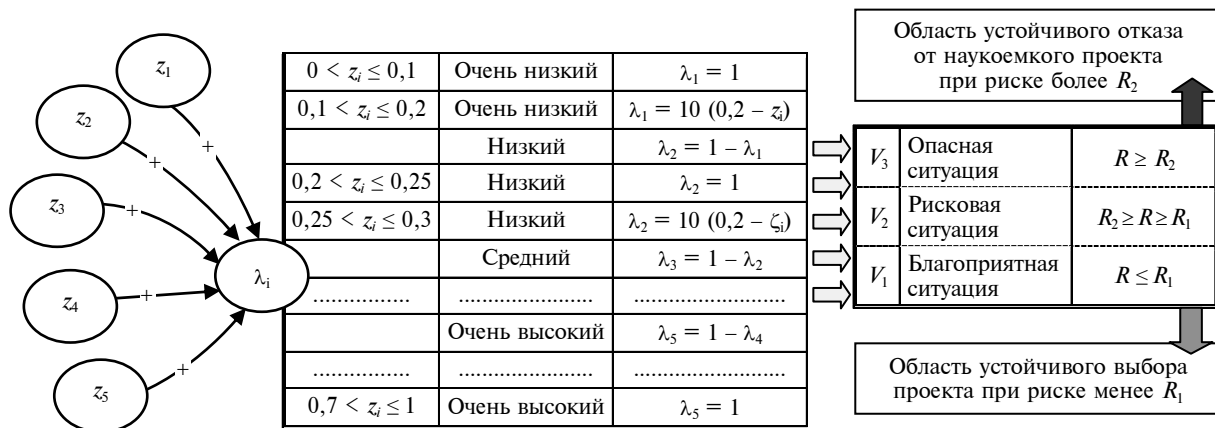 z1
z2
z3
z4
z5
+
+
+
+
+
λi
0 < zi ≤ 0,1 Очень низкий λ1 = 1
0,1 < zi ≤ 0,2 Очень низкий λ1 = 10 (0,2 – zi)
Низкий λ2 = 1 – λ1
0,2 < zi ≤ 0,25 Низкий λ2 = 1
0,25 < zi ≤ 0,3 Низкий λ2 = 10 (0,2 – ζi)
Средний λ3 = 1 – λ2
................ .................... .....................
Очень высокий λ5 = 1 – λ4
................ .................... .....................
0,7 < zi ≤ 1 Очень высокий λ5 = 1
Область устойчивого отказа
от наукоемкого проекта
при риске более R2
V3 Опасная
ситуация
R ≥ R2
V2 Рисковая
ситуация
R2 ≥ R ≥ R1
V1 Благоприятная
ситуация
R ≤ R1
Область устойчивого выбора
проекта при риске менее R1